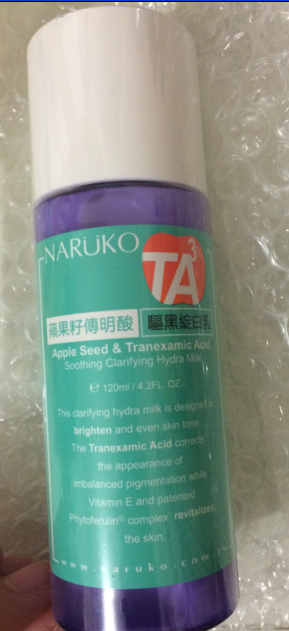 NARUKO
3%
TA
蘋果籽傳明酸 驅黑綻白乳
Apple Seed & Tranexamic Acid
Soothing Clarifying Hydra Milk
℮ 120ml / 4.2FL. OZ.
This clarifying hydra milk is designed to
brighten and even skin tone.
The Tranexamic Acid corrects
the appearance of
imbalanced pigmentation while
Vitamin E and patented
Phytoferulin® complex revitalizes
the skin.
www.naruko.com.tw